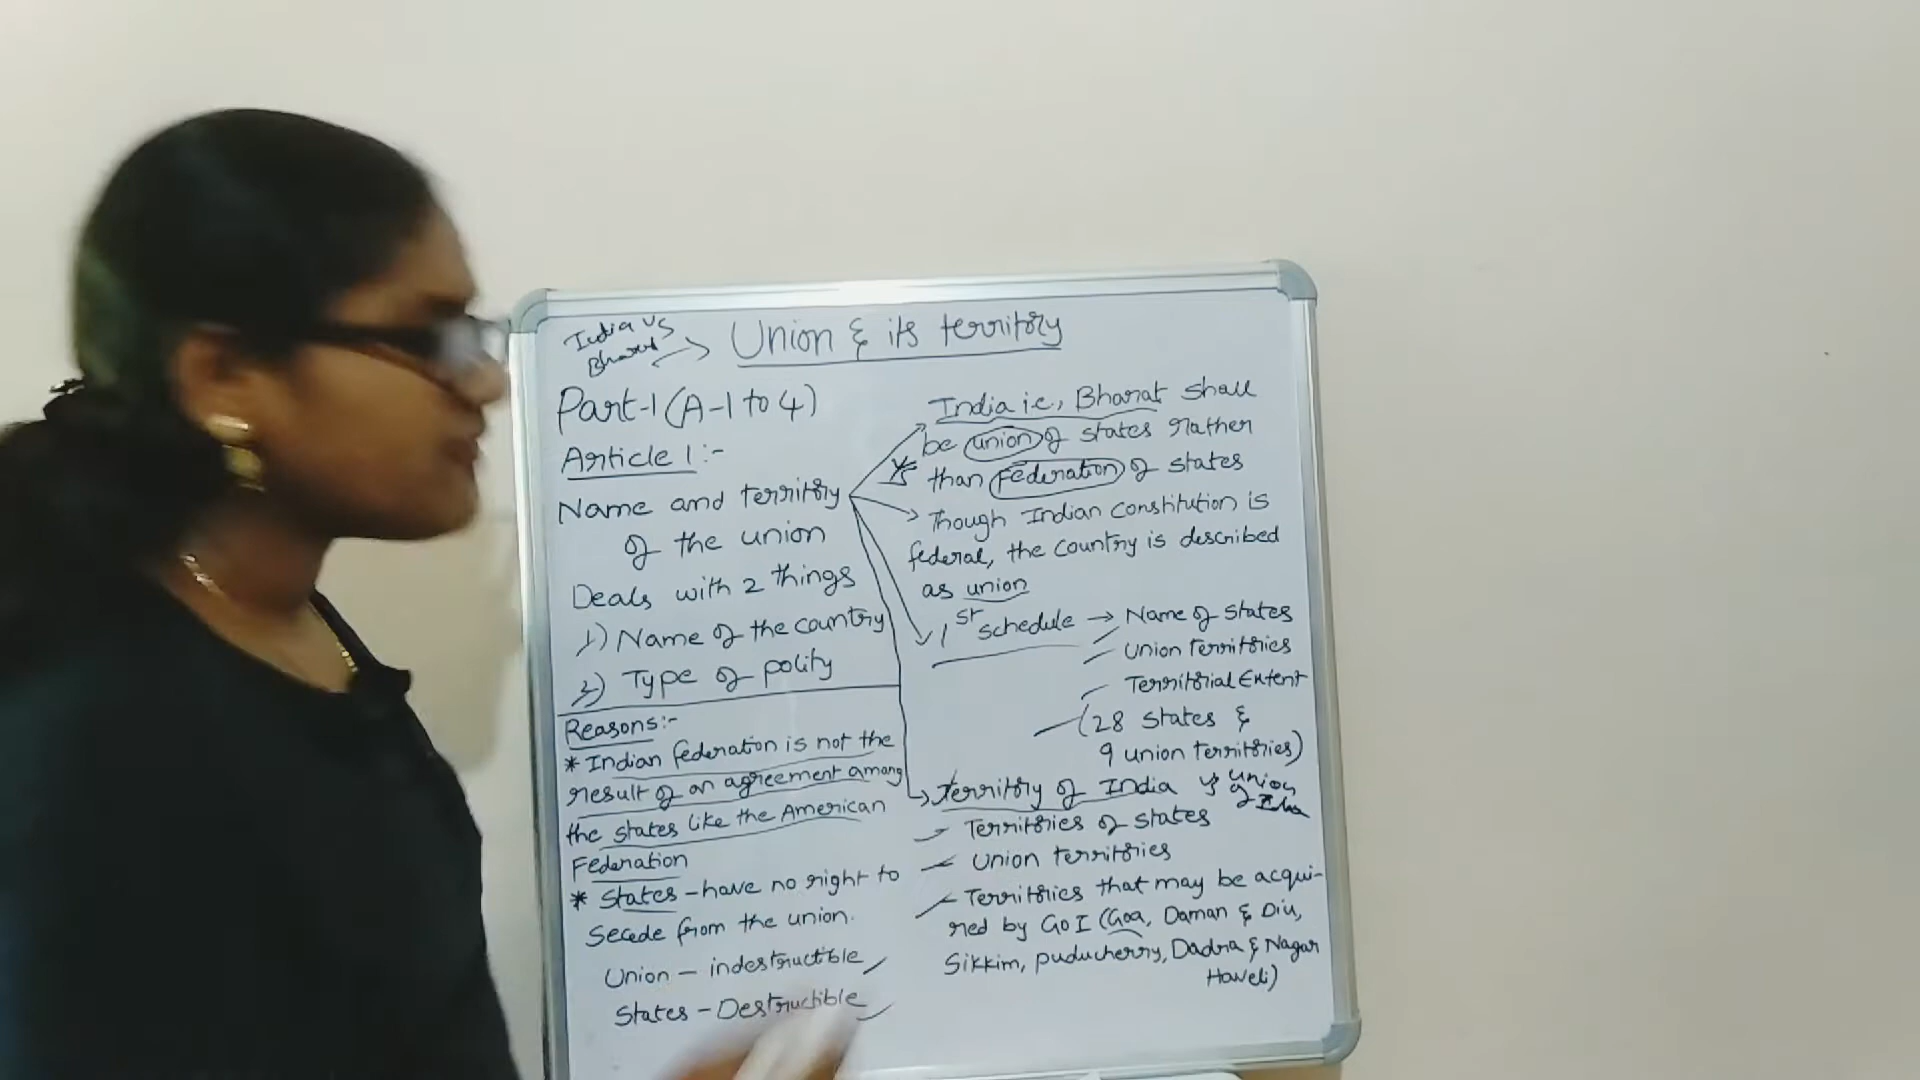 India vs
Bharat
Union & its territory
Part-1 (A-1 to 4)
Article 1:-
Name and territory
of the union
Deals with 2 things
1) Name of the country
2) Type of polity
Reasons:-
* Indian federation is not the
result of an agreement among
the states like the American
Federation
* States - have no right to
secede from the union.
Union - indestructible
States - Destructible
India i.e., Bharat shall
be union of states rather
than Federation of states
Though Indian constitution is
federal, the country is described
as union
1st schedule → Name of states
Union territories
Territorial Extent
(28 states &
9 union territories)
territory of India vs union
of
Territories of states
Union territories
Territories that may be acqui-
red by GoI (Goa, Daman & Diu,
Sikkim, puducherry, Dadra & Nagar
Haveli)